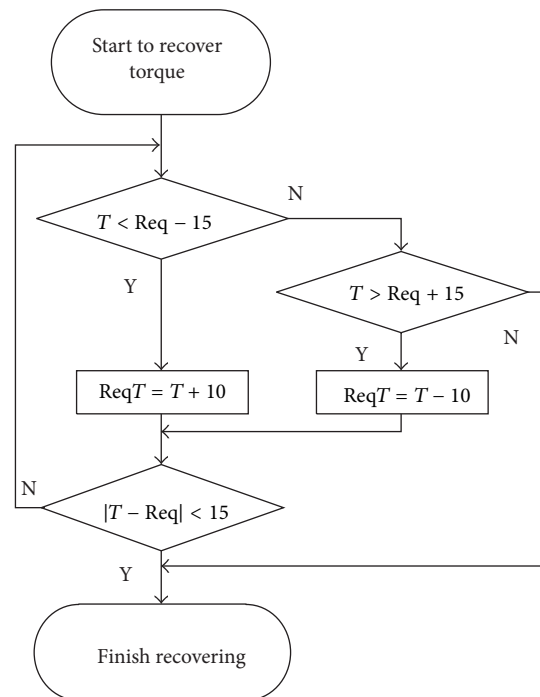 Start to recover
torque
N
T < Req − 15
Y
T > Req + 15
N
Y
ReqT = T + 10
ReqT = T − 10
N
|T − Req| < 15
Y
Finish recovering